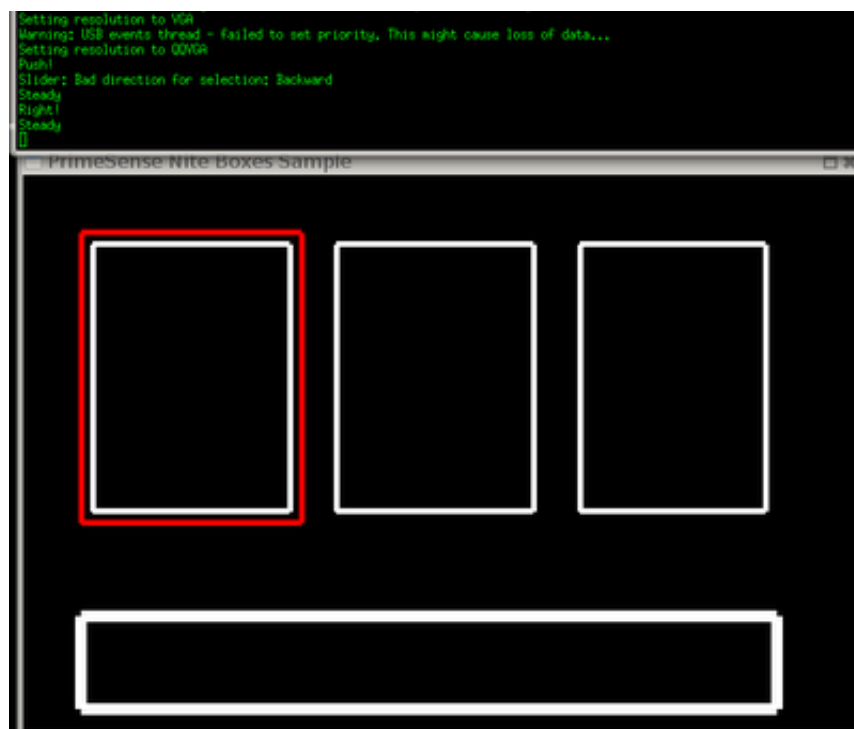 Setting resolution to VGA
Warning: USB events thread - failed to set priority. This might cause loss of data...
Setting resolution to QQVGA
Push!
Slider: Bad direction for selection: Backward
Steady
Right!
Steady
PrimeSense Nite Boxes Sample